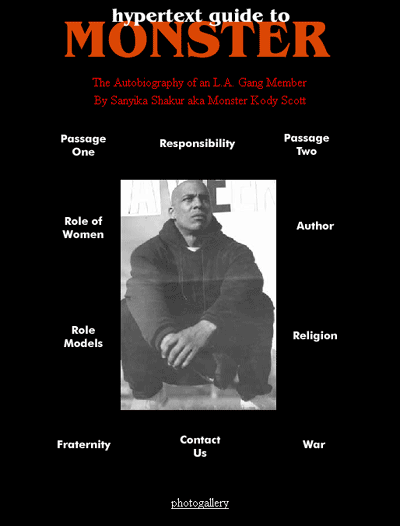 hypertext guide to
MONSTER
The Autobiography of an L.A. Gang Member
By Sanyika Shakur aka Monster Kody Scott
Passage
One
Responsibility
Passage
Two
Role of
Women
Author
Role
Models
Religion
Fraternity
Contact
Us
War
photogallery